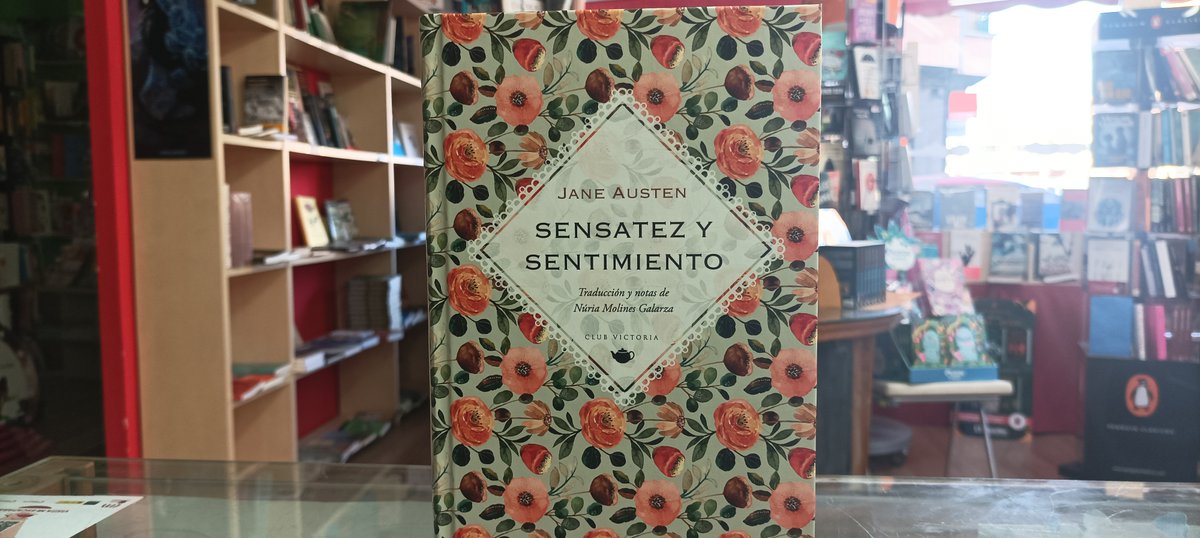 JANE AUSTEN
SENSATEZ Y
SENTIMIENTO
Traducción y notas de
Núria Molines Galarza
CLUB VICTORIA